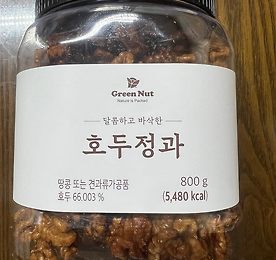 Green Nut
Nature is Packed
달콤하고 바삭한
호두정과
땅콩 또는 견과류가공품
호두 66.003 %
800 g
(5,480 kcal)